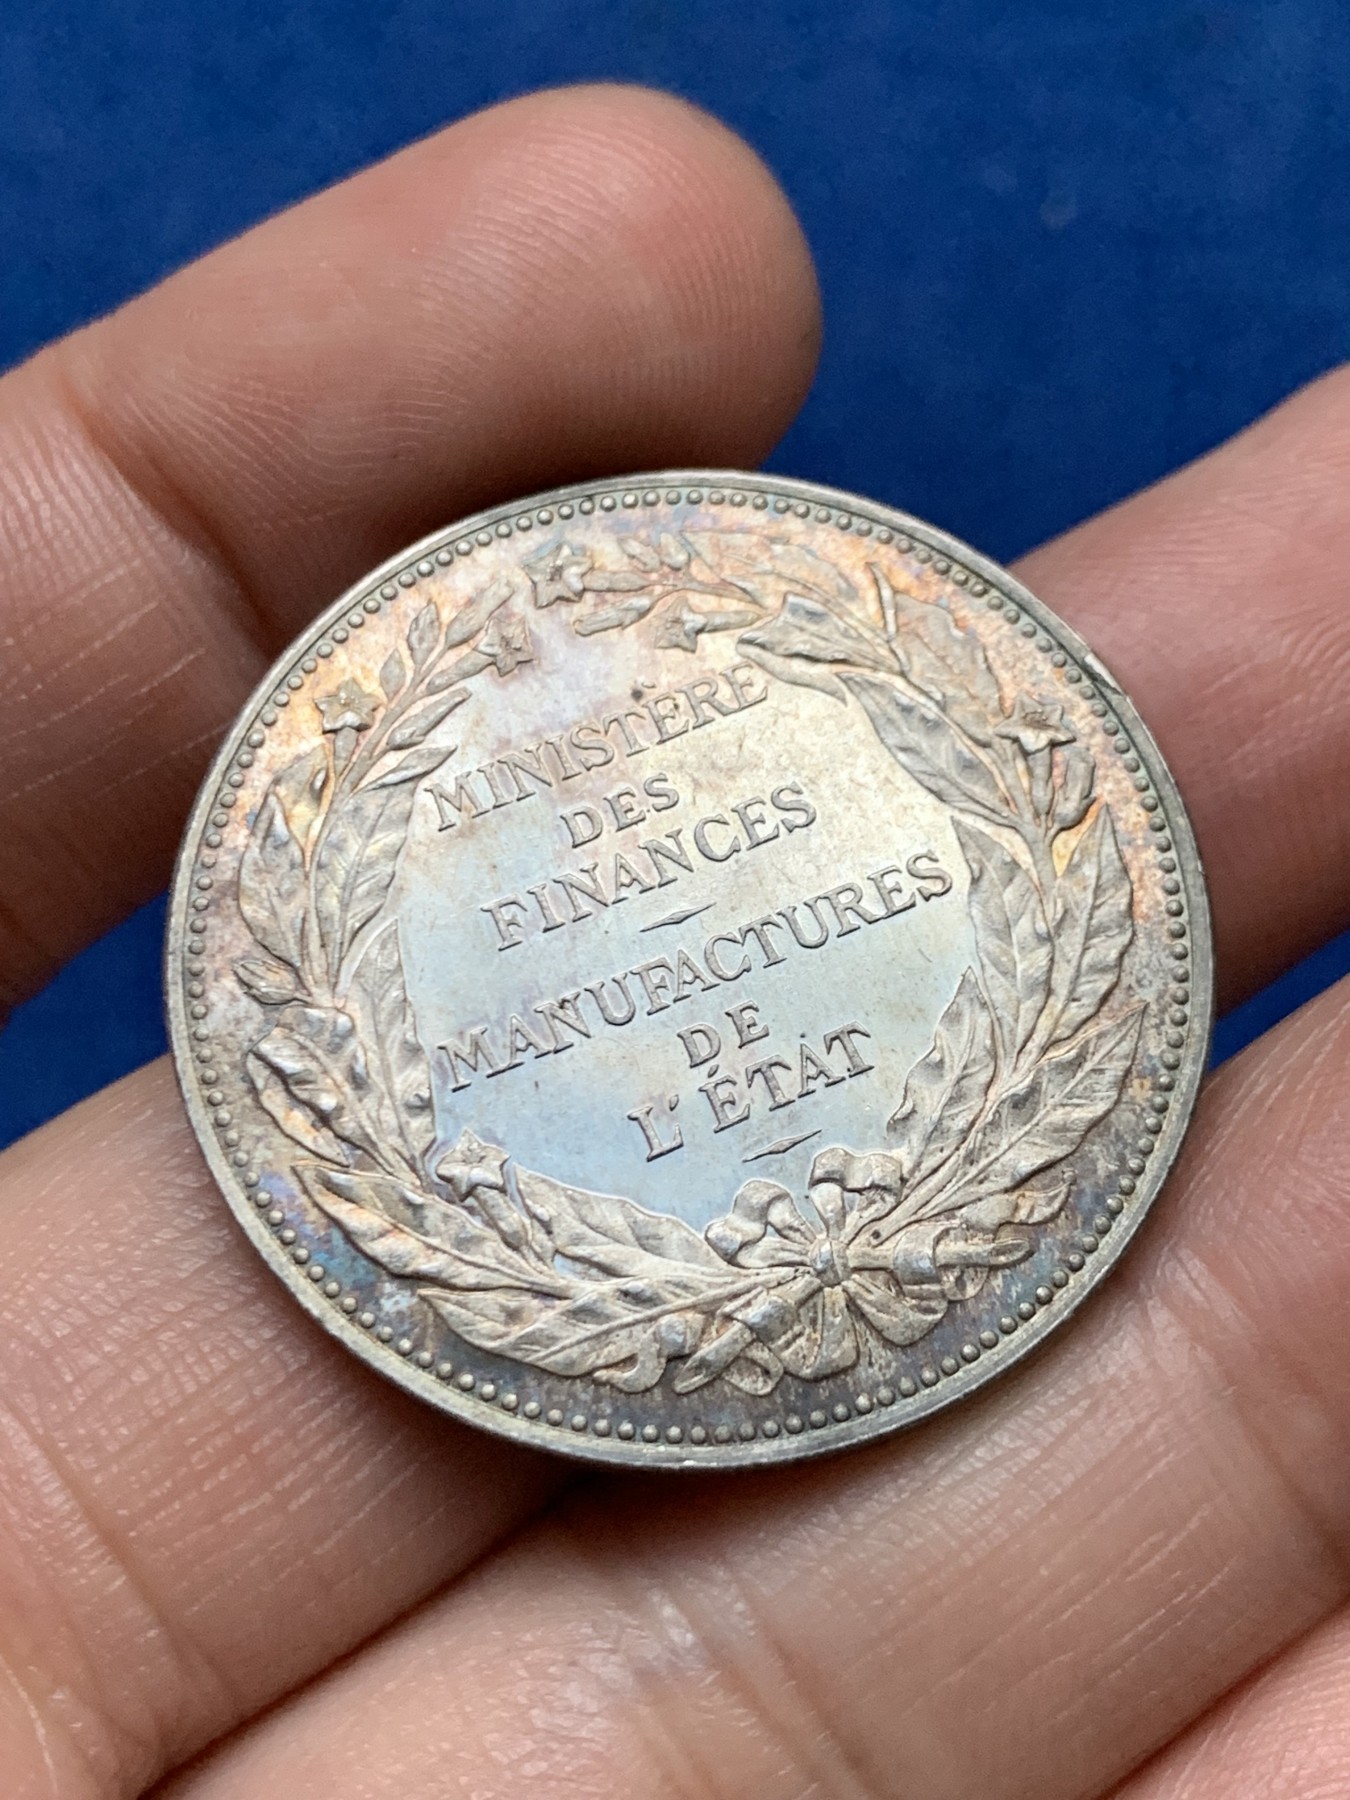 MINISTÈRE
DES
FINANCES
MANUFACTURES
DE
L'ÉTAT